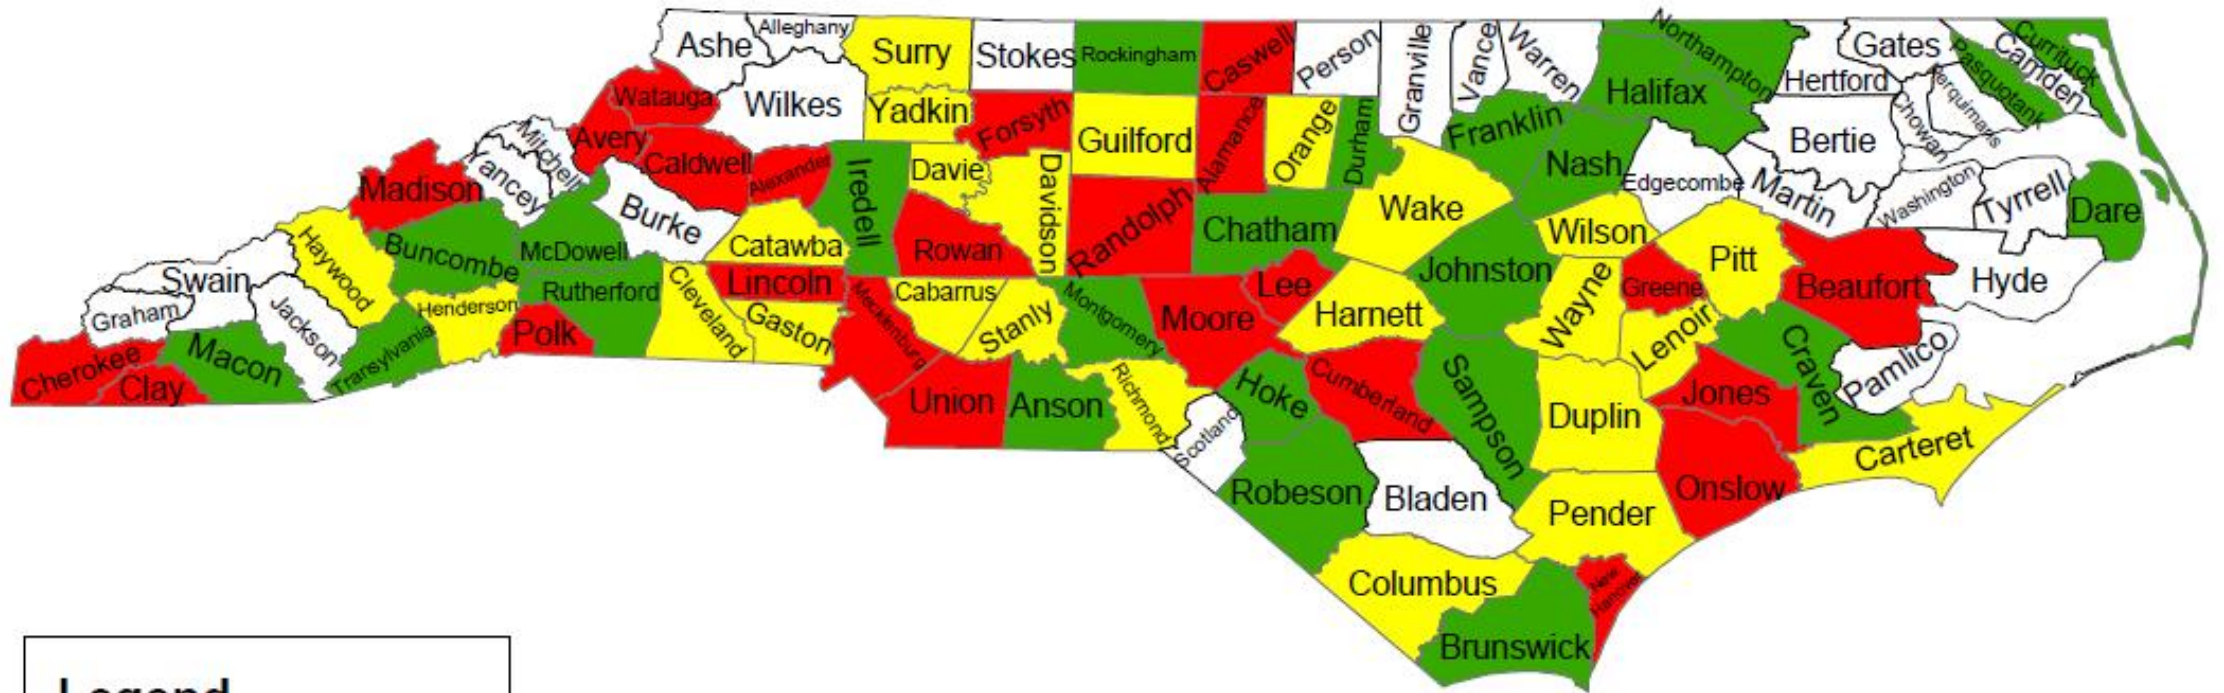 Ashe
Alleghany
Surry
Stokes
Rockingham
Caswell
Person
Granville
Vance
Warren
Northampton
Halifax
Hertford
Gates
Pasquotank
Camden
Currituck
Perquimans
Chowan
Bertie
Watauga
Wilkes
Yadkin
Forsyth
Guilford
Alamance
Orange
Durham
Franklin
Nash
Edgecombe
Martin
Washington
Tyrrell
Dare
Mitchell
Avery
Caldwell
Alexander
Iredell
Davie
Davidson
Randolph
Chatham
Wake
Wilson
Pitt
Beaufort
Hyde
Madison
Yancey
Burke
Catawba
Rowan
Haywood
Buncombe
McDowell
Swain
Graham
Jackson
Henderson
Rutherford
Cleveland
Lincoln
Gaston
Mecklenburg
Cabarrus
Stanly
Montgomery
Moore
Lee
Harnett
Johnston
Wayne
Greene
Lenoir
Craven
Pamlico
Cherokee
Clay
Macon
Transylvania
Polk
Union
Anson
Richmond
Scotland
Hoke
Cumberland
Sampson
Duplin
Jones
Onslow
Carteret
Robeson
Bladen
Pender
Columbus
Brunswick
New
Hanover
Legend